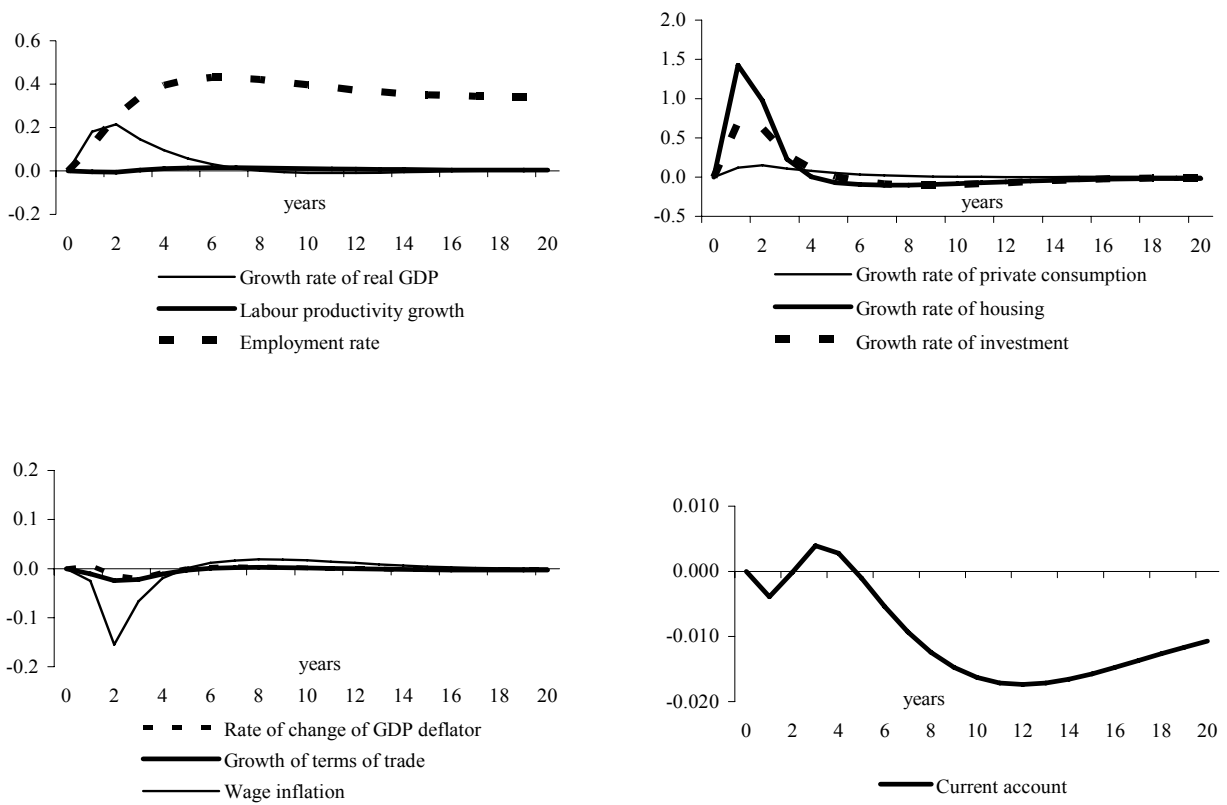 0.6
0.4
0.2
0.0
-0.2
years
0 2 4 6 8 10 12 14 16 18 20
Growth rate of real GDP
Labour productivity growth
Employment rate
2.0
1.5
1.0
0.5
0.0
-0.5
years
0 2 4 6 8 10 12 14 16 18 20
Growth rate of private consumption
Growth rate of housing
Growth rate of investment
0.2
0.1
0.0
-0.1
-0.2
years
0 2 4 6 8 10 12 14 16 18 20
Rate of change of GDP deflator
Growth of terms of trade
Wage inflation
0.010
0.000
-0.010
-0.020
years
0 2 4 6 8 10 12 14 16 18 20
Current account